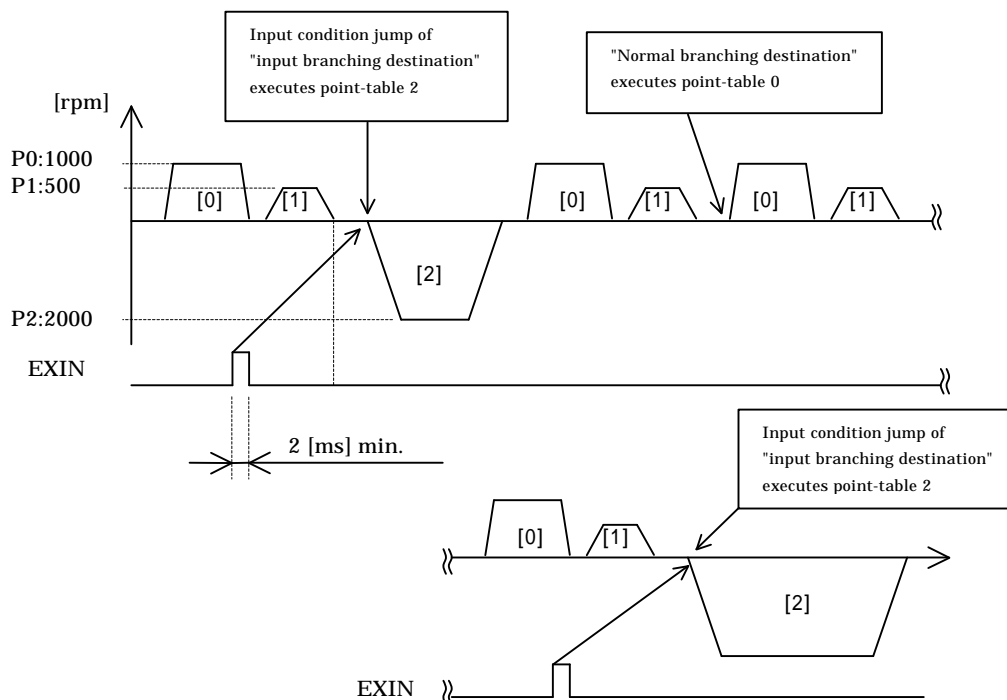 Input condition jump of
"input branching destination"
executes point-table 2
"Normal branching destination"
executes point-table 0
[rpm]
P0:1000
P1:500
[0]
[1]
[0]
[1]
[0]
[1]
[2]
P2:2000
EXIN
2 [ms] min.
Input condition jump of
"input branching destination"
executes point-table 2
[0]
[1]
[2]
EXIN